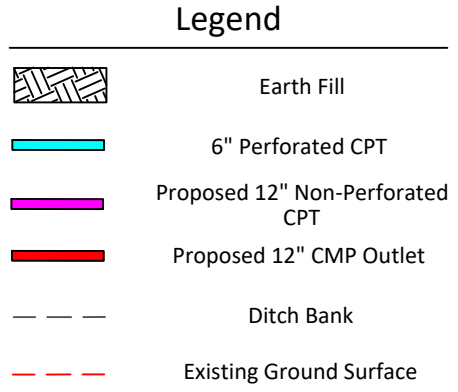 Legend
Earth Fill
6" Perforated CPT
Proposed 12" Non-Perforated
CPT
Proposed 12" CMP Outlet
Ditch Bank
Existing Ground Surface